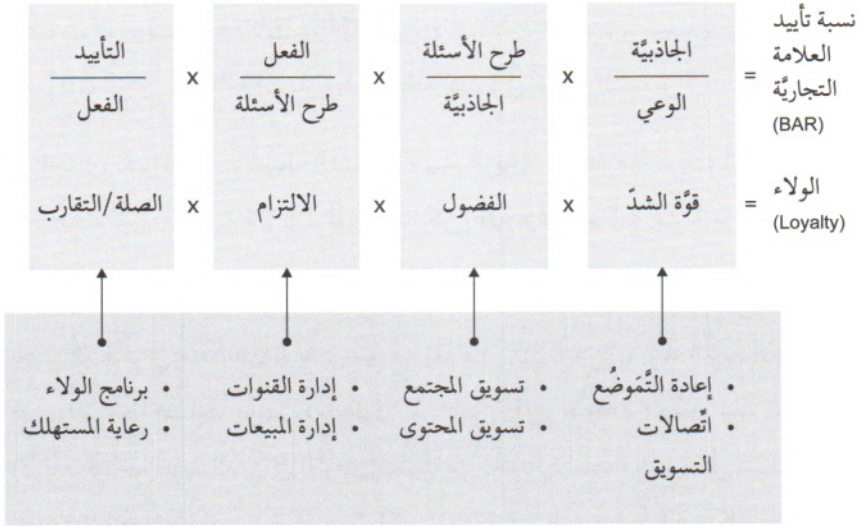 نسبة تأييد
العلامة
التجاريَّة
(BAR)
=
الجاذبيَّة
الوعي
x
طرح الأسئلة
الجاذبيَّة
x
الفعل
طرح الأسئلة
x
التأييد
الفعل
الولاء
(Loyalty)
=
قوَّة الشدّ
x
الفضول
x
الالتزام
x
الصلة/التقارب
• إعادة التَّمَوضُع
• اتِّصالات
التسويق
• تسويق المجتمع
• تسويق المحتوى
• إدارة القنوات
• إدارة المبيعات
• برنامج الولاء
• رعاية المستهلك